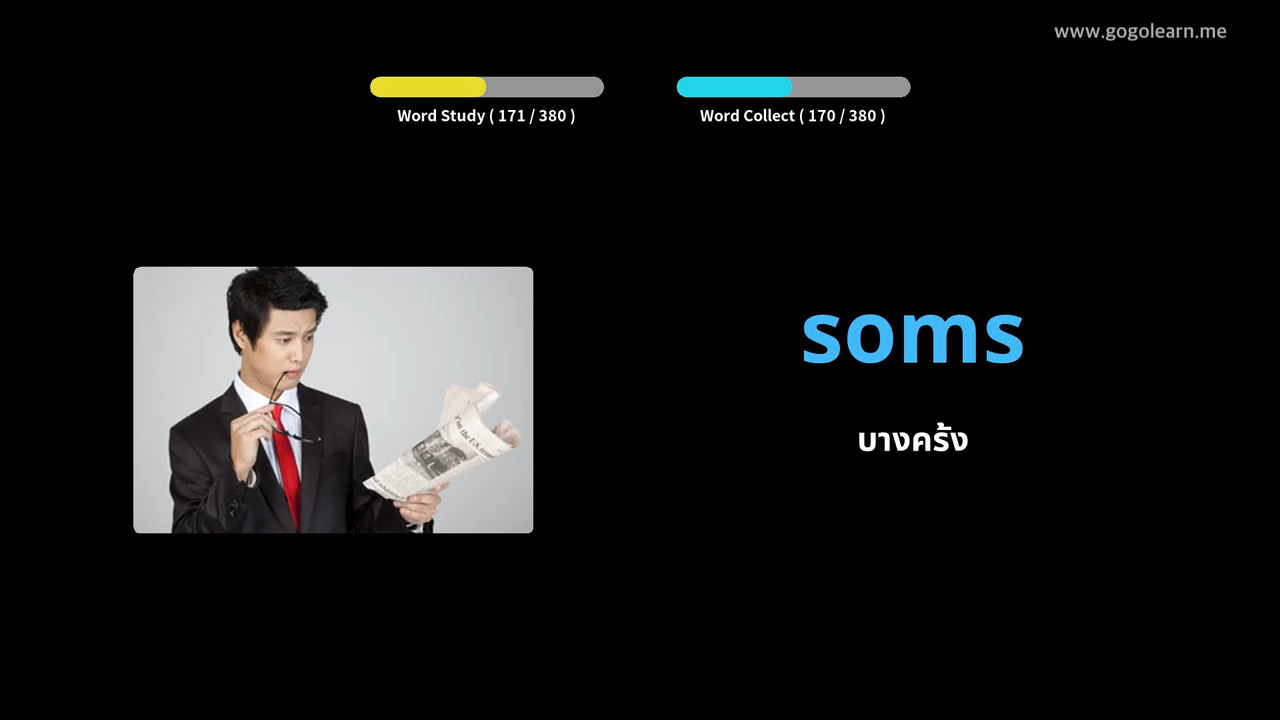 www.gogolearn.me
Word Study ( 171 / 380 )
Word Collect ( 170 / 380 )
soms
บางครั้ง